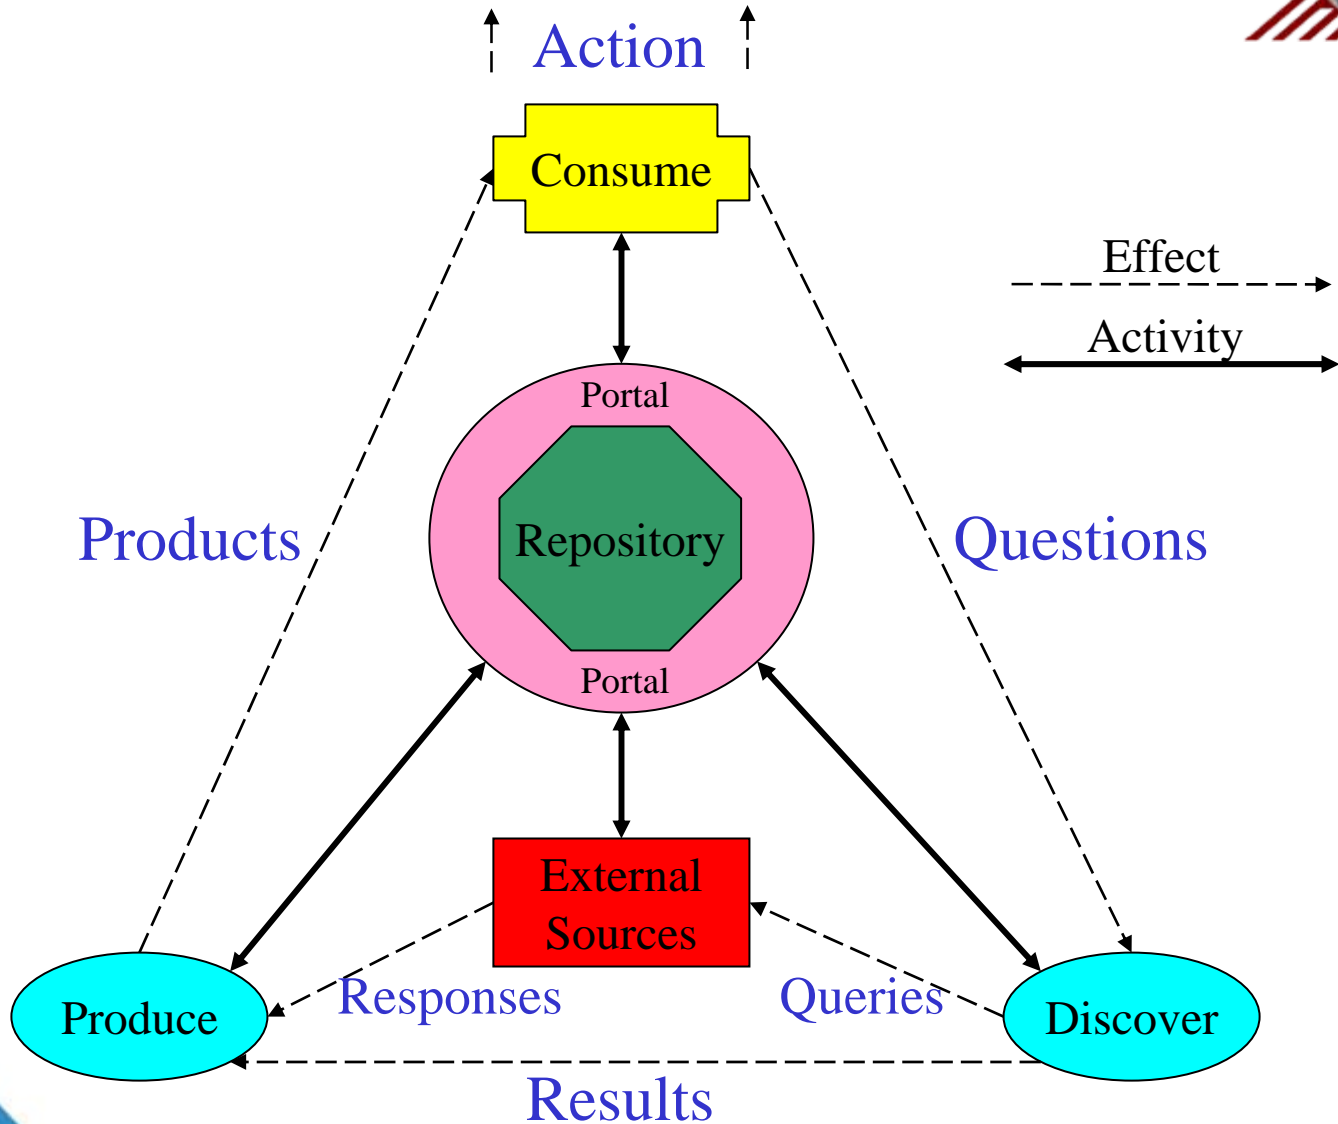 Action
Consume
Effect
Activity
Portal
Products
Repository
Questions
Portal
External
Sources
Responses
Queries
Produce
Discover
Results